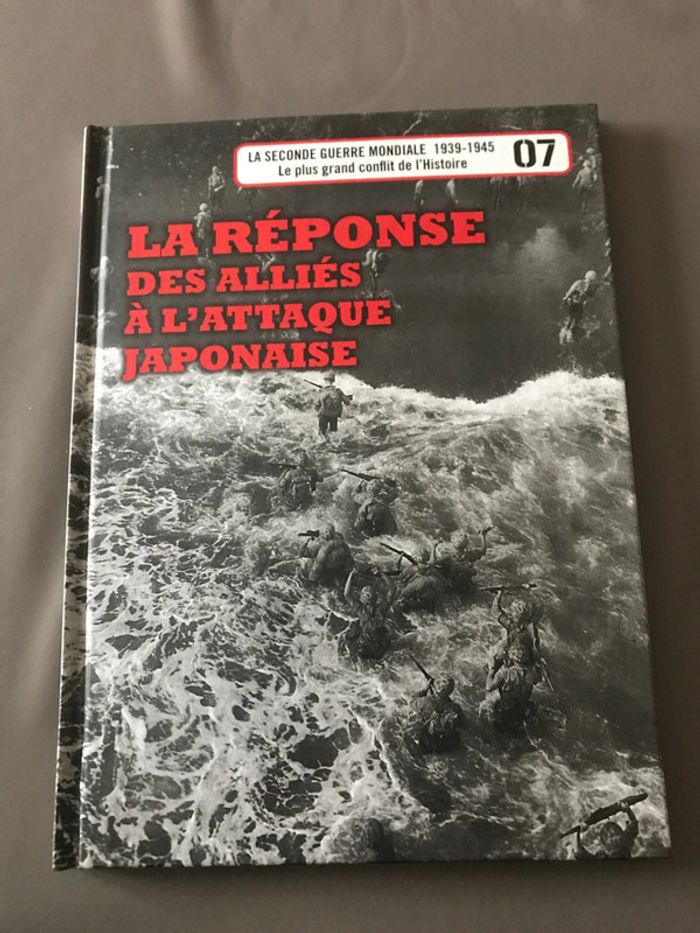 LA SECONDE GUERRE MONDIALE 1939-1945
Le plus grand conflit de l'Histoire
07
LA RÉPONSE
DES ALLIÉS
À L'ATTAQUE
JAPONAISE